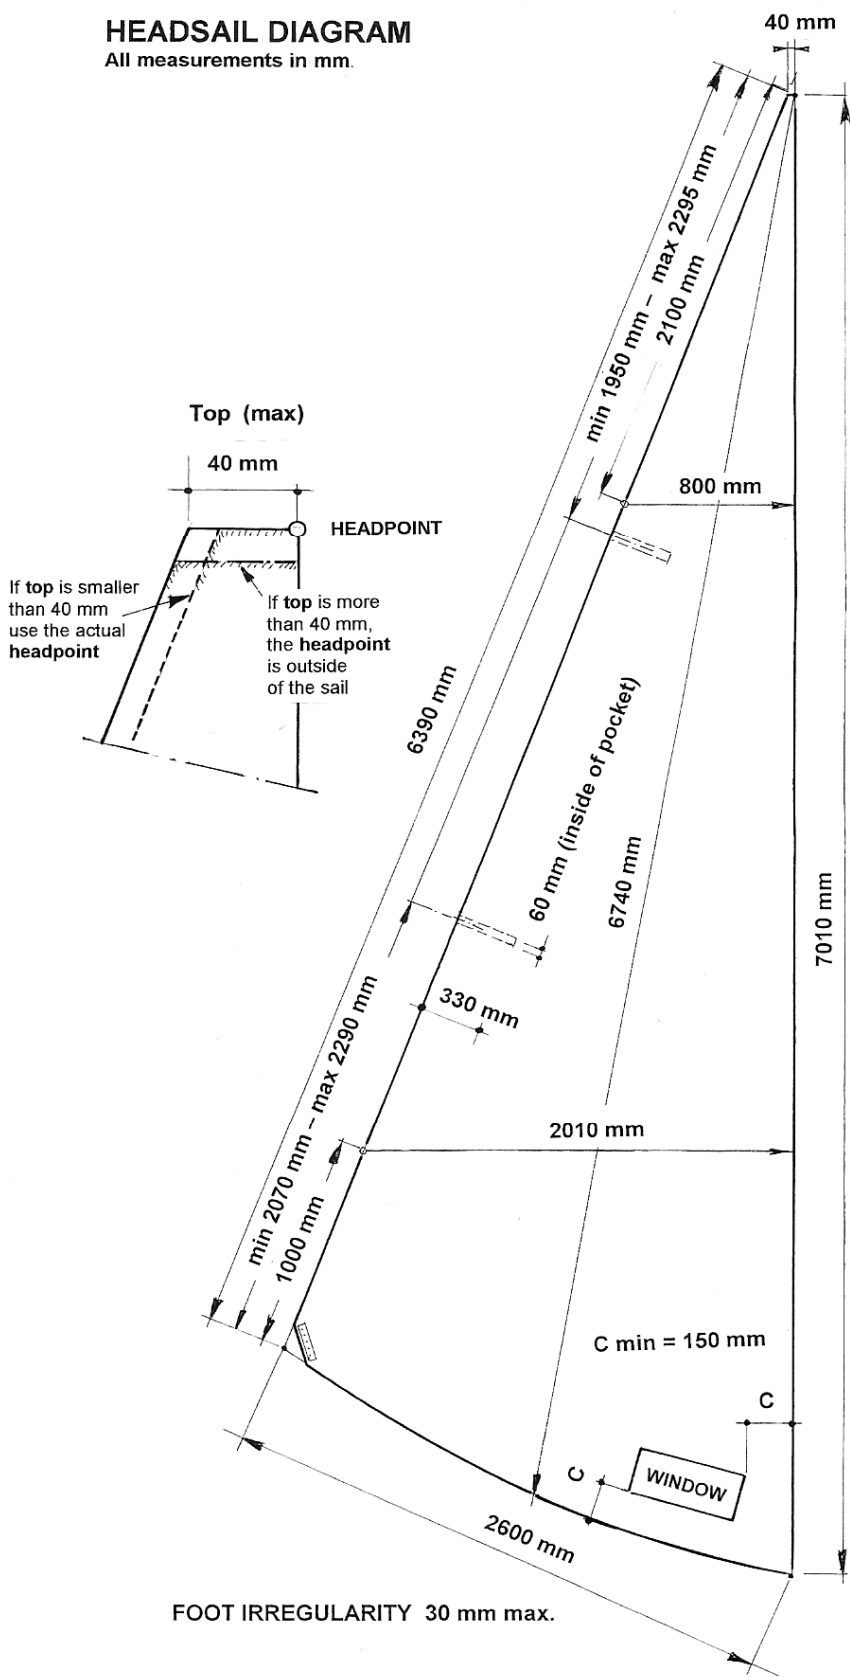 HEADSAIL DIAGRAM
All measurements in mm.
40 mm
min 1950 mm – max 2295 mm
2100 mm
Top (max)
40 mm
800 mm
HEADPOINT
If top is smaller
than 40 mm
use the actual
headpoint
If top is more
than 40 mm,
the headpoint
is outside
of the sail
6390 mm
60 mm (inside of pocket)
6740 mm
7010 mm
330 mm
min 2070 mm – max 2290 mm
1000 mm
2010 mm
C min = 150 mm
C
C
WINDOW
2600 mm
FOOT IRREGULARITY 30 mm max.